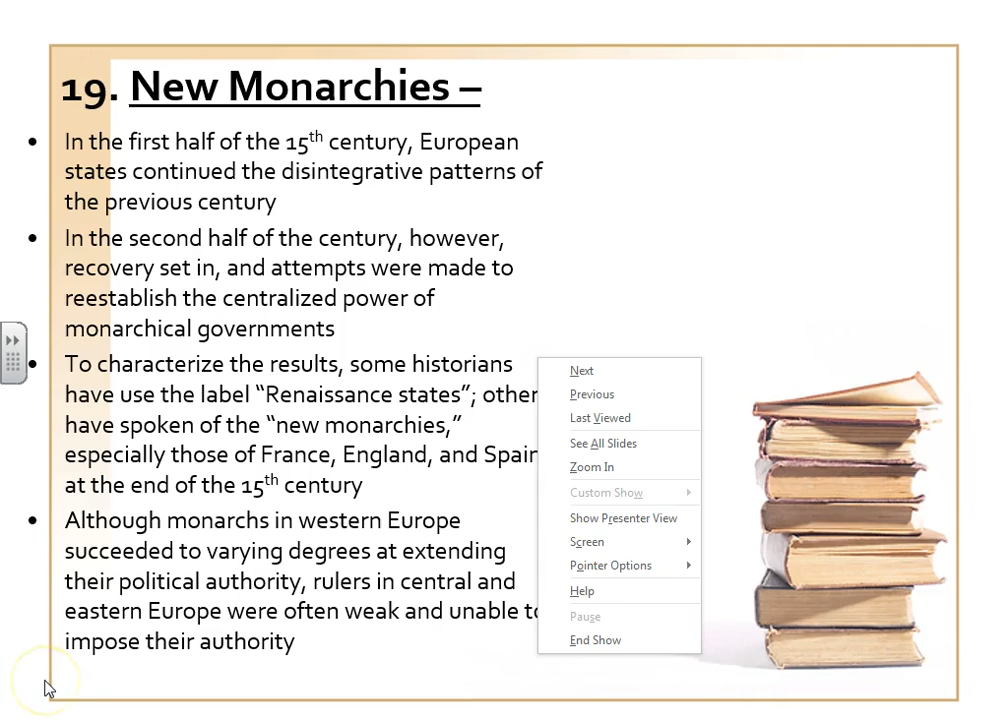 19. New Monarchies –
• In the first half of the 15th century, European
states continued the disintegrative patterns of
the previous century
• In the second half of the century, however,
recovery set in, and attempts were made to
reestablish the centralized power of
monarchical governments
• To characterize the results, some historians
have use the label “Renaissance states”; other
have spoken of the “new monarchies,”
especially those of France, England, and Spain
at the end of the 15th century
• Although monarchs in western Europe
succeeded to varying degrees at extending
their political authority, rulers in central and
eastern Europe were often weak and unable to
impose their authority
Next
Previous
Last Viewed
See All Slides
Zoom In
Custom Show
Show Presenter View
Screen
Pointer Options
Help
Pause
End Show